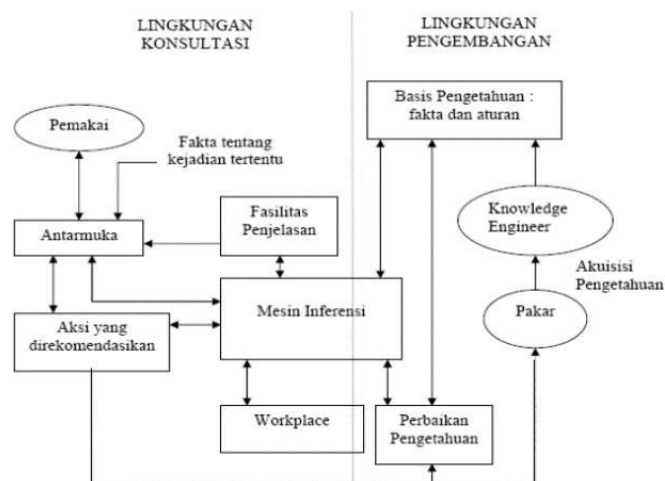 LINGKUNGAN
KONSULTASI
LINGKUNGAN
PENGEMBANGAN
Pemakai
Fakta tentang
kejadian tertentu
Basis Pengetahuan :
fakta dan aturan
Antarmuka
Fasilitas
Penjelasan
Knowledge
Engineer
Akuisisi
Pengetahuan
Aksi yang
direkomendasikan
Mesin Inferensi
Pakar
Workplace
Perbaikan
Pengetahuan